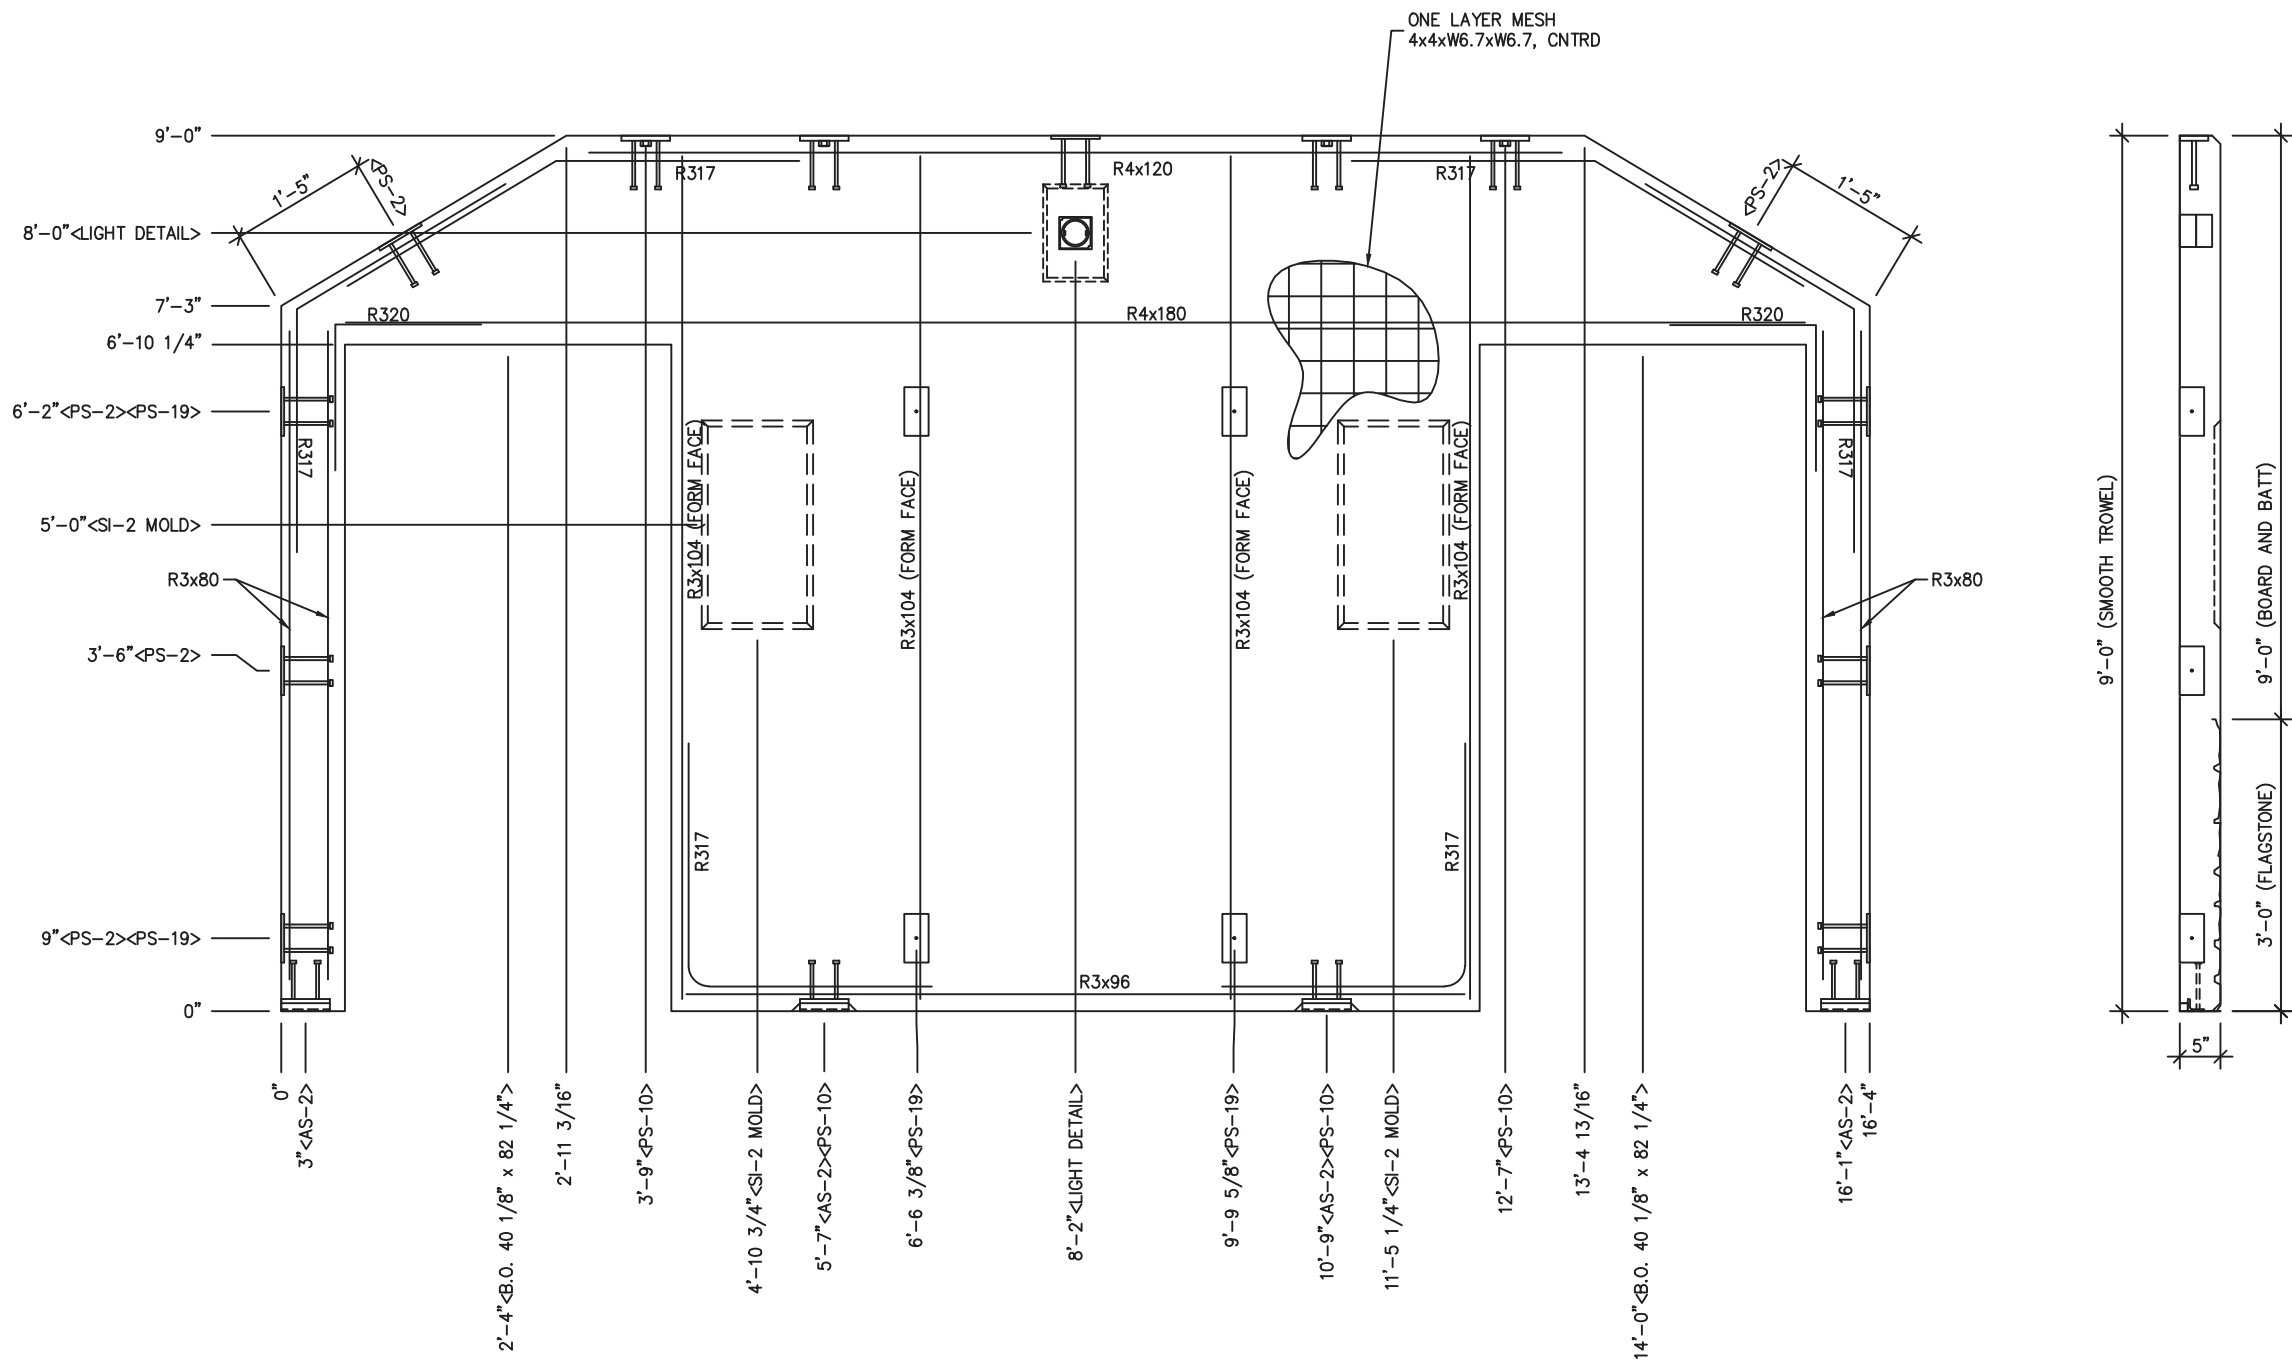 ONE LAYER MESH
4x4xW6.7xW6.7, CNTRD
9'-0"
1'-5"
<PS-2>
R317
R4x120
R317
<PS-2>
1'-5"
8'-0"<LIGHT DETAIL>
7'-3"
R320
R4x180
R320
6'-10 1/4"
6'-2"<PS-2><PS-19>
R317
R3x104 (FORM FACE)
R3x104 (FORM FACE)
R3x104 (FORM FACE)
R3x104 (FORM FACE)
R317
5'-0"<SI-2 MOLD>
R3x80
R3x80
3'-6"<PS-2>
R317
R317
9"<PS-2><PS-19>
R3x96
0"
0"
3"<AS-2>
2'-4"<B.O. 40 1/8" x 82 1/4">
2'-11 3/16"
3'-9"<PS-10>
4'-10 3/4"<SI-2 MOLD>
5'-7"<AS-2><PS-10>
6'-6 3/8"<PS-19>
8'-2"<LIGHT DETAIL>
9'-9 5/8"<PS-19>
10'-9"<AS-2><PS-10>
11'-5 1/4"<SI-2 MOLD>
12'-7"<PS-10>
13'-4 13/16"
14'-0"<B.O. 40 1/8" x 82 1/4">
16'-1"<AS-2>
16'-4"
9'-0" (SMOOTH TROWEL)
9'-0" (BOARD AND BATT)
3'-0" (FLAGSTONE)
5"